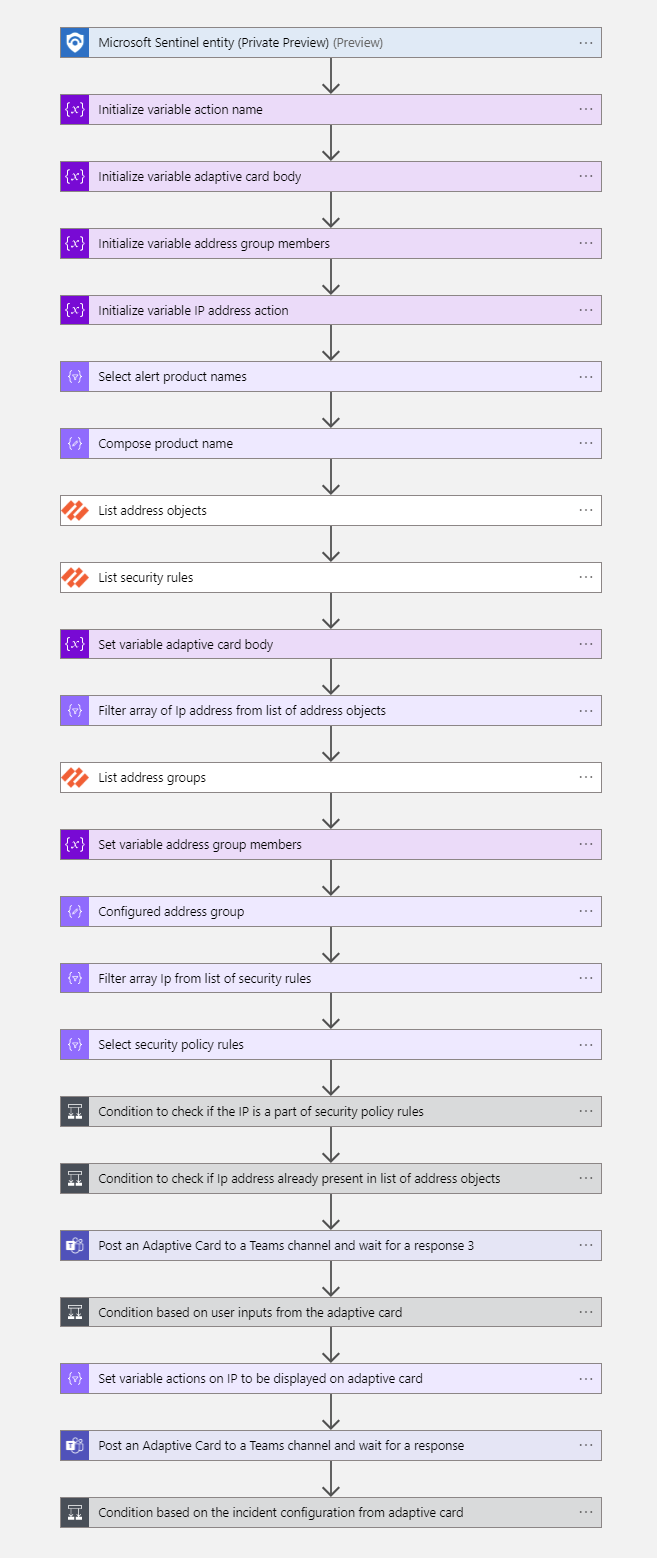 Microsoft Sentinel entity (Private Preview) (Preview)
Initialize variable action name
Initialize variable adaptive card body
Initialize variable address group members
Initialize variable IP address action
Select alert product names
Compose product name
List address objects
List security rules
Set variable adaptive card body
Filter array of Ip address from list of address objects
List address groups
Set variable address group members
Configured address group
Filter array Ip from list of security rules
Select security policy rules
Condition to check if the IP is a part of security policy rules
Condition to check if Ip address already present in list of address objects
Post an Adaptive Card to a Teams channel and wait for a response 3
Condition based on user inputs from the adaptive card
Set variable actions on IP to be displayed on adaptive card
Post an Adaptive Card to a Teams channel and wait for a response
Condition based on the incident configuration from adaptive card